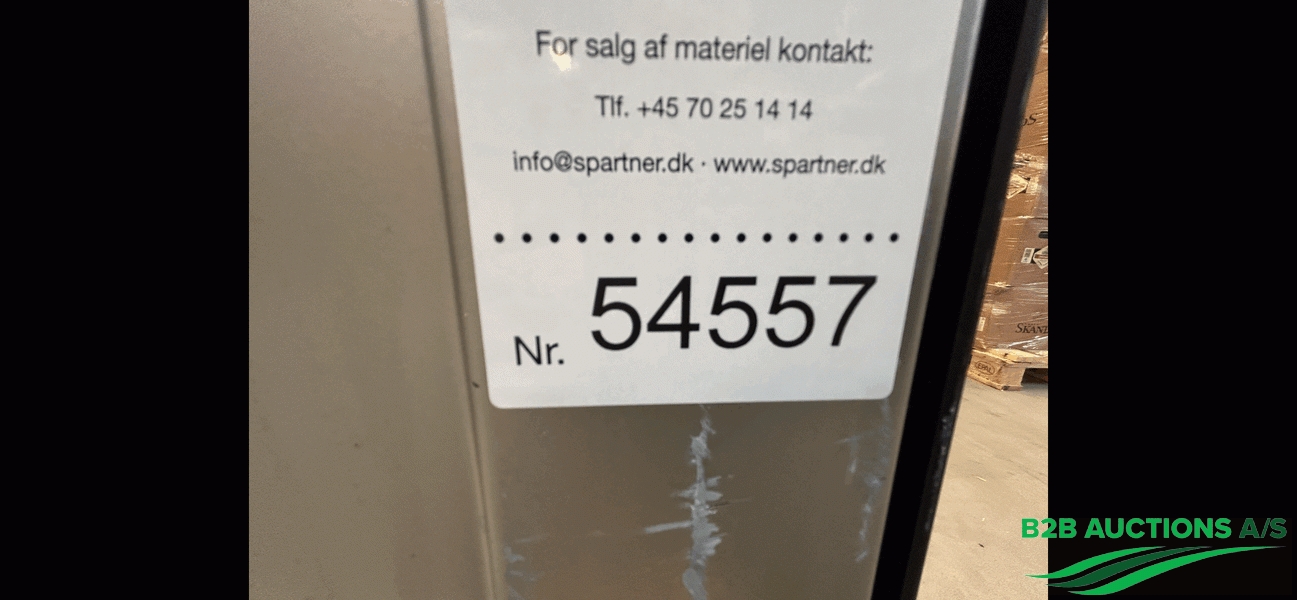 For salg af materiel kontakt:
Tlf. +45 70 25 14 14
info@spartner.dk · www.spartner.dk
Nr. 54557
B2B AUCTIONS A/S